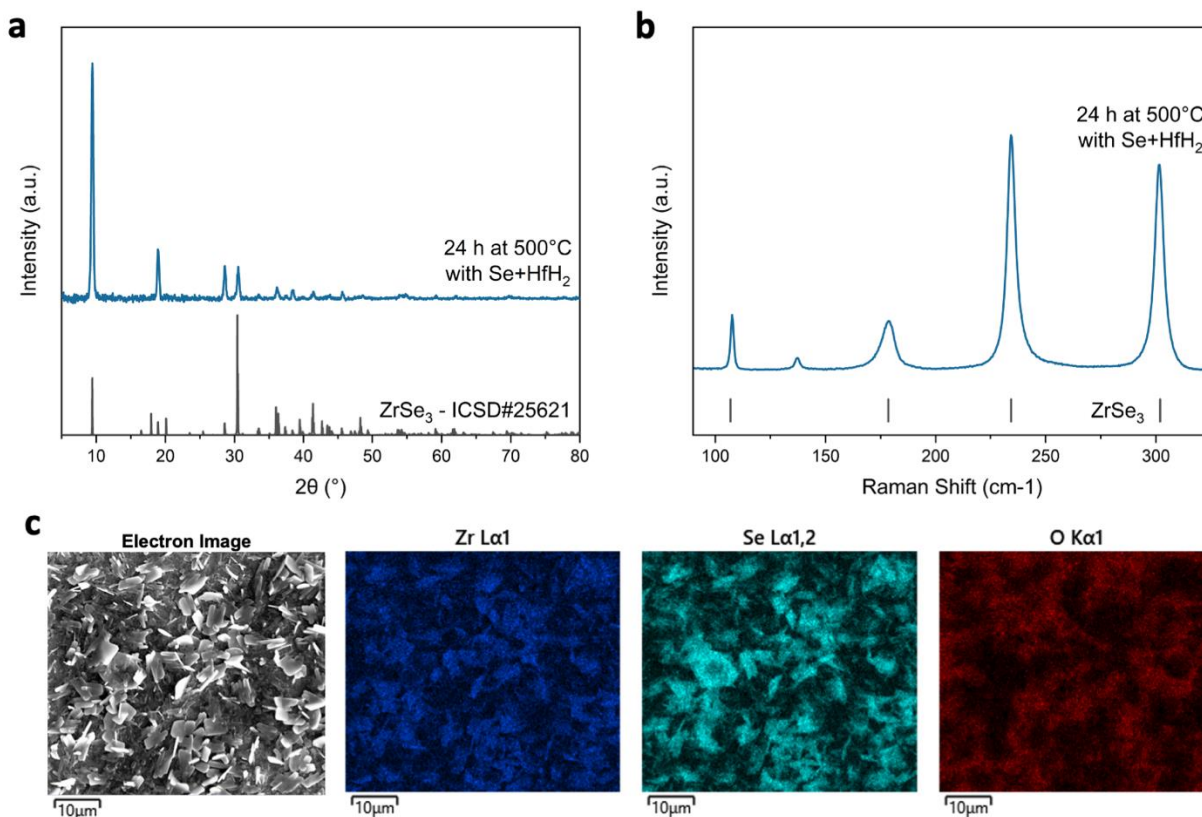 a
Intensity (a.u.)
24 h at 500°C
with Se+HfH₂
ZrSe₃ - ICSD#25621
10 20 30 40 50 60 70 80
2θ (°)
b
Intensity (a.u.)
24 h at 500°C
with Se+HfH₂
ZrSe₃
100 150 200 250 300
Raman Shift (cm-1)
c
Electron Image
10μm
Zr Lα1
10μm
Se Lα1,2
10μm
O Kα1
10μm